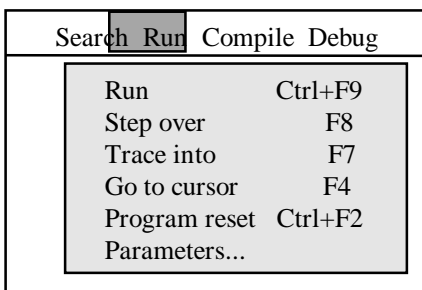 Search Run Compile Debug
Run Ctrl+F9
Step over F8
Trace into F7
Go to cursor F4
Program reset Ctrl+F2
Parameters...